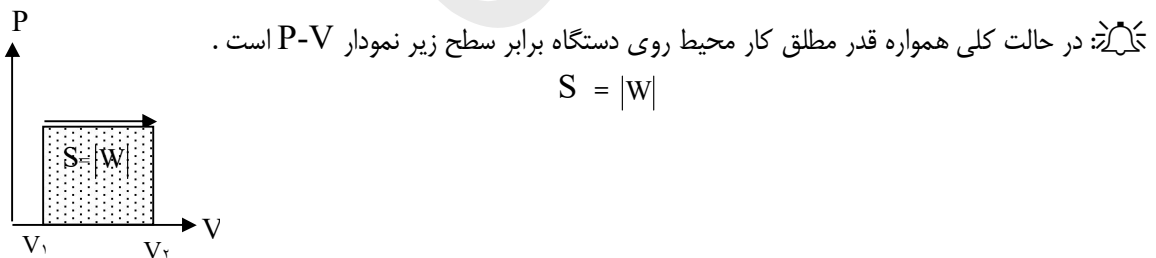 : در حالت کلی همواره قدر مطلق کار محیط روی دستگاه برابر سطح زیر نمودار P-V است .
S = |W|
P
S=|W|
V
V۱
V۲